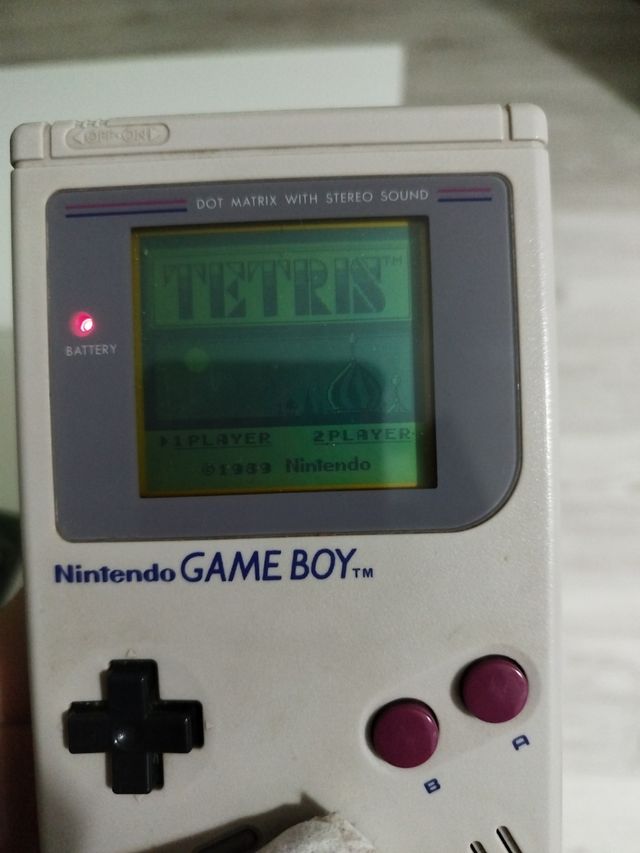 OFF•ON
DOT MATRIX WITH STEREO SOUND
TETRIS™
BATTERY
▶1PLAYER 2PLAYER
©1989 Nintendo
Nintendo GAME BOY™
A
B